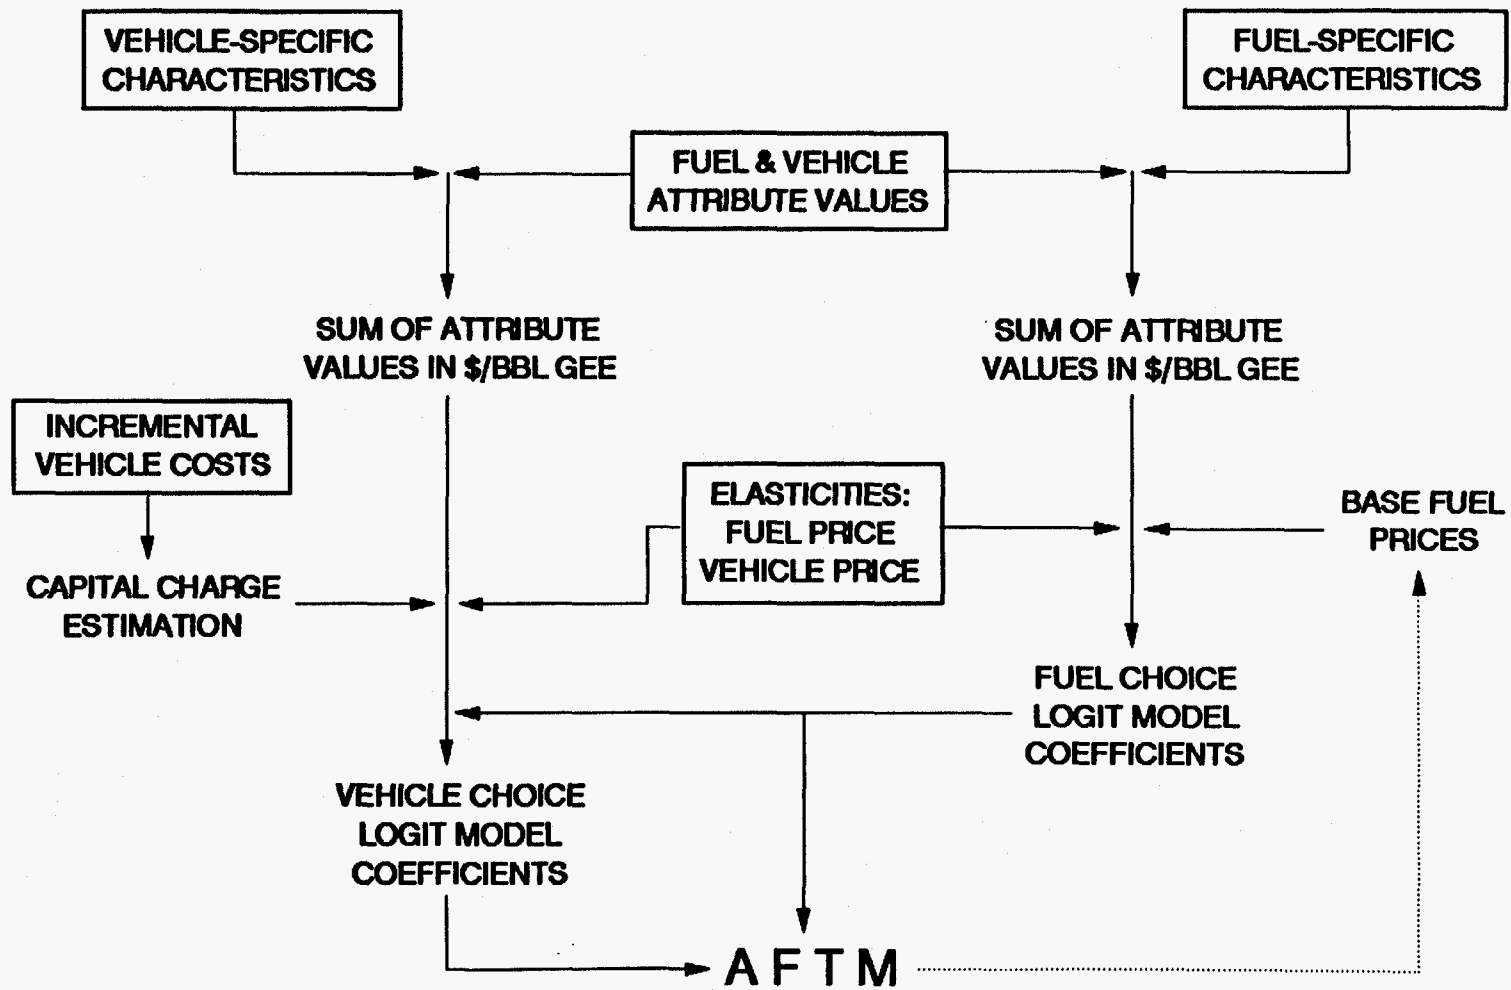 VEHICLE-SPECIFIC
CHARACTERISTICS
FUEL-SPECIFIC
CHARACTERISTICS
FUEL & VEHICLE
ATTRIBUTE VALUES
SUM OF ATTRIBUTE
VALUES IN $/BBL GEE
SUM OF ATTRIBUTE
VALUES IN $/BBL GEE
INCREMENTAL
VEHICLE COSTS
ELASTICITIES:
FUEL PRICE
VEHICLE PRICE
BASE FUEL
PRICES
CAPITAL CHARGE
ESTIMATION
FUEL CHOICE
LOGIT MODEL
COEFFICIENTS
VEHICLE CHOICE
LOGIT MODEL
COEFFICIENTS
AFTM